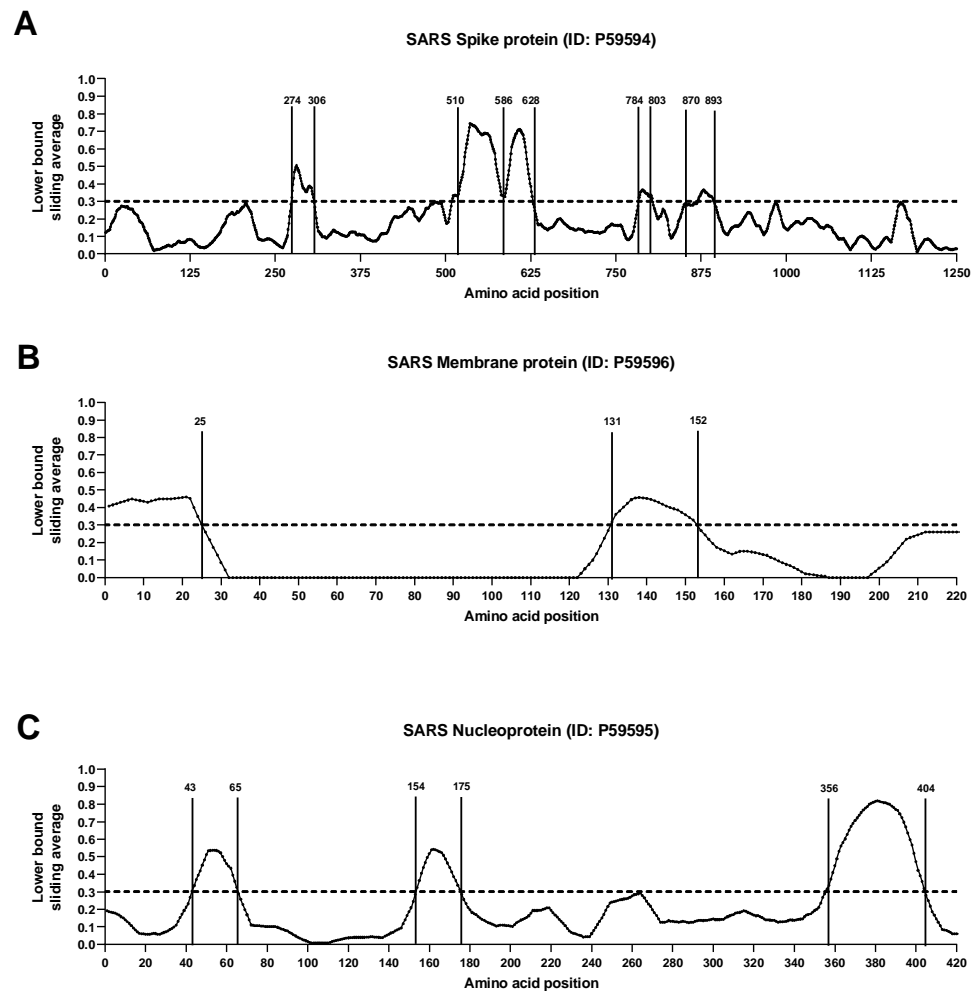 A
SARS Spike protein (ID: P59594)
Lower bound
sliding average
1.0
0.9
0.8
0.7
0.6
0.5
0.4
0.3
0.2
0.1
0.0
274 306 510 586 628 784 803 870 893
0 125 250 375 500 625 750 875 1000 1125 1250
Amino acid position
B
SARS Membrane protein (ID: P59596)
Lower bound
sliding average
1.0
0.9
0.8
0.7
0.6
0.5
0.4
0.3
0.2
0.1
0.0
25 131 152
0 10 20 30 40 50 60 70 80 90 100 110 120 130 140 150 160 170 180 190 200 210 220
Amino acid position
C
SARS Nucleoprotein (ID: P59595)
Lower bound
sliding average
1.0
0.9
0.8
0.7
0.6
0.5
0.4
0.3
0.2
0.1
0.0
43 65 154 175 356 404
0 20 40 60 80 100 120 140 160 180 200 220 240 260 280 300 320 340 360 380 400 420
Amino acid position